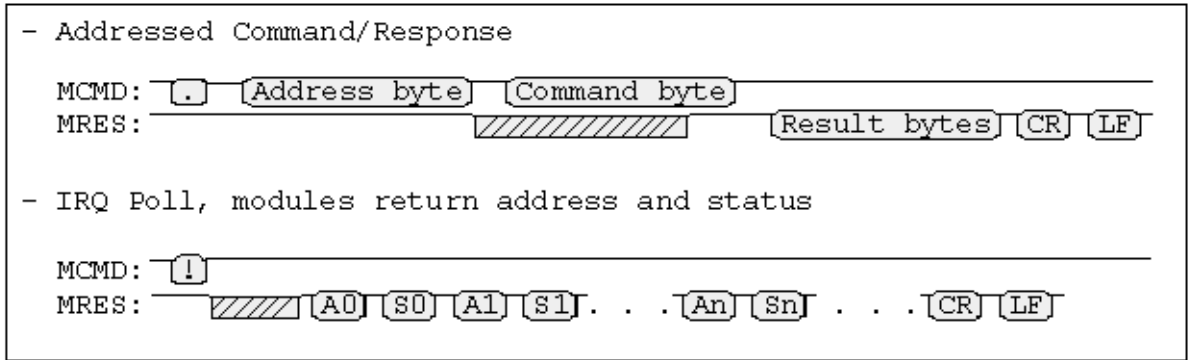 - Addressed Command/Response
MCMD: . Address byte Command byte
MRES: Result bytes CR LF
- IRQ Poll, modules return address and status
MCMD: !
MRES: A0 S0 A1 S1 . . . An Sn . . . CR LF